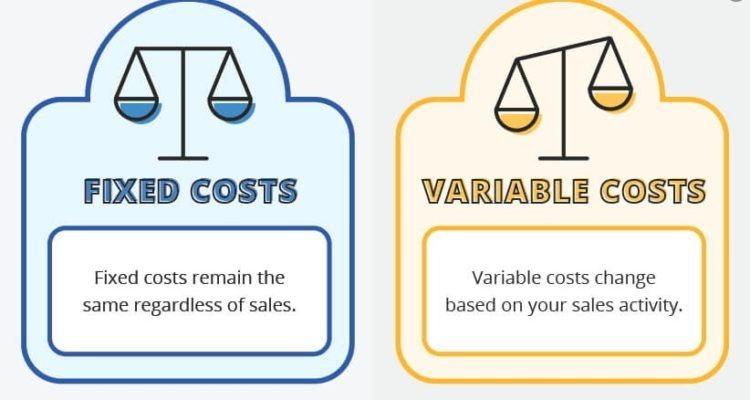 FIXED COSTS
Fixed costs remain the
same regardless of sales.
VARIABLE COSTS
Variable costs change
based on your sales activity.